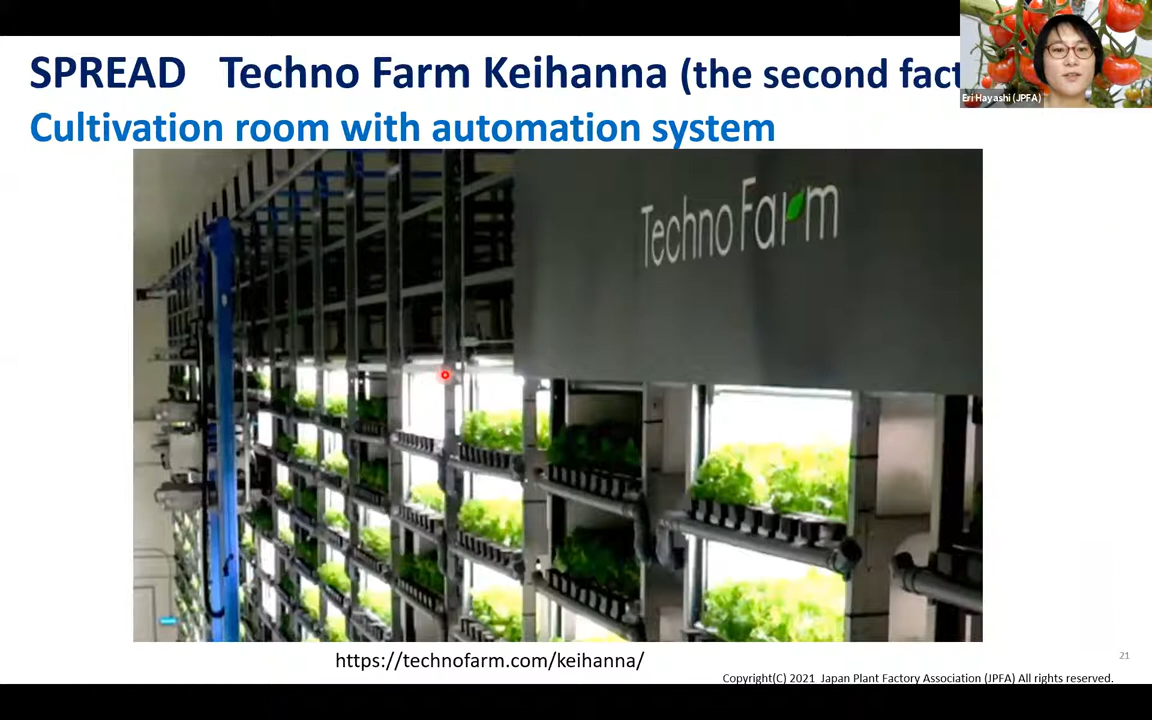 SPREAD Techno Farm Keihanna (the second fact
Eri Hayashi (JPFA)
Cultivation room with automation system
Techno Farm
https://technofarm.com/keihanna/
21
Copyright(C) 2021 Japan Plant Factory Association (JPFA) All rights reserved.